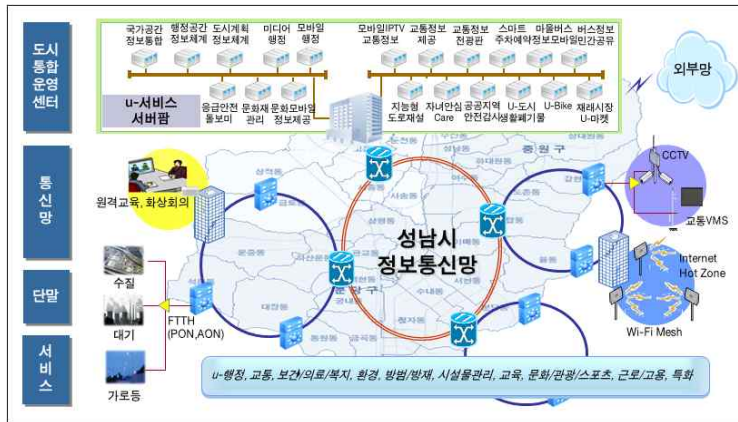 도시
통합
운영
센터
통
신
망
단말
서
비
스
국가공간
정보통합
행정공간
정보체계
도시계획
정보체계
미디어
행정
모바일
행정
모바일IPTV
교통정보
교통정보
제공
교통정보
전광판
스마트
주차예약
마을버스
정보모바일
버스정보
민간공유
u-서비스
서버팜
응급안전
돌보미
문화재
관리
문화모바일
정보제공
지능형
도로재설
자녀안심
Care
공공지역
안전감시
U-도시
생활폐기물
U-Bike
재래시장
U-마켓
외부망
중원구
원격교육, 화상회의
CCTV
교통VMS
성남시
정보통신망
Internet
Hot Zone
Wi-Fi Mesh
수질
대기
가로등
FTTH
(PON,AON)
u-행정, 교통, 보건/의료/복지, 환경, 방범/방재, 시설물관리, 교육, 문화/관광/스포츠, 근로/고용, 특화